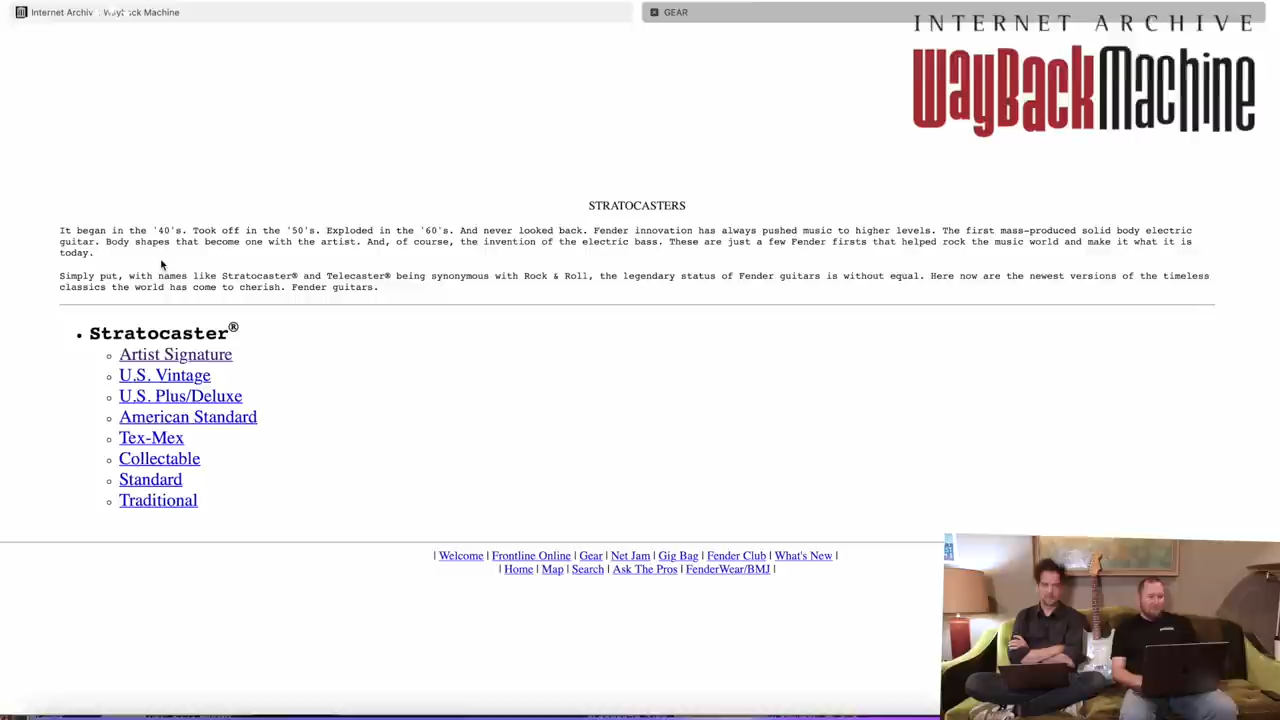 Internet Archive Wayback Machine
GEAR
INTERNET ARCHIVE
WayBackMachine
STRATOCASTERS
It began in the '40's. Took off in the '50's. Exploded in the '60's. And never looked back. Fender innovation has always pushed music to higher levels. The first mass-produced solid body electric
guitar. Body shapes that become one with the artist. And, of course, the invention of the electric bass. These are just a few Fender firsts that helped rock the music world and make it what it is
today.
Simply put, with names like Stratocaster® and Telecaster® being synonymous with Rock & Roll, the legendary status of Fender guitars is without equal. Here now are the newest versions of the timeless
classics the world has come to cherish. Fender guitars.
• Stratocaster®
Artist Signature
U.S. Vintage
U.S. Plus/Deluxe
American Standard
Tex-Mex
Collectable
Standard
Traditional
| Welcome | Frontline Online | Gear | Net Jam | Gig Bag | Fender Club | What's New |
| Home | Map | Search | Ask The Pros | FenderWear/BMJ |